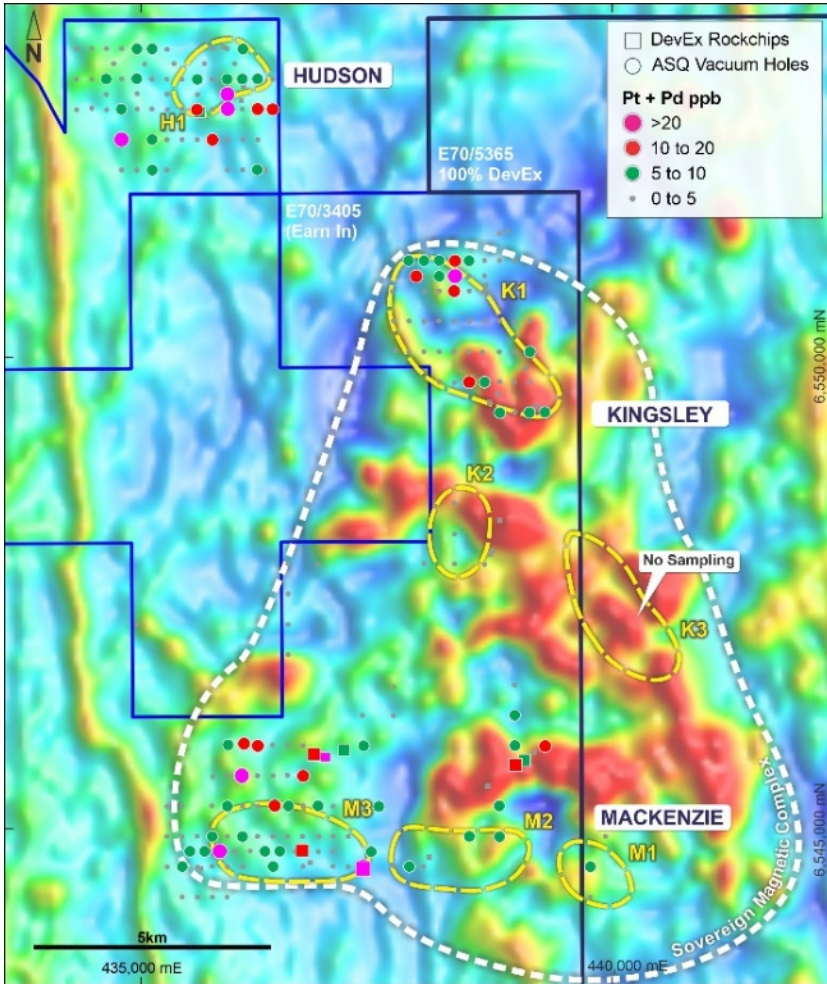 N
HUDSON
H1
DevEx Rockchips
ASQ Vacuum Holes
Pt + Pd ppb
>20
10 to 20
5 to 10
0 to 5
E70/5365
100% DevEx
E70/3405
(Earn In)
K1
6,550,000 mN
KINGSLEY
K2
No Sampling
K3
M3
M2
MACKENZIE
M1
6,545,000 mN
Sovereign Magnetic Complex
5km
435,000 mE
440,000 mE